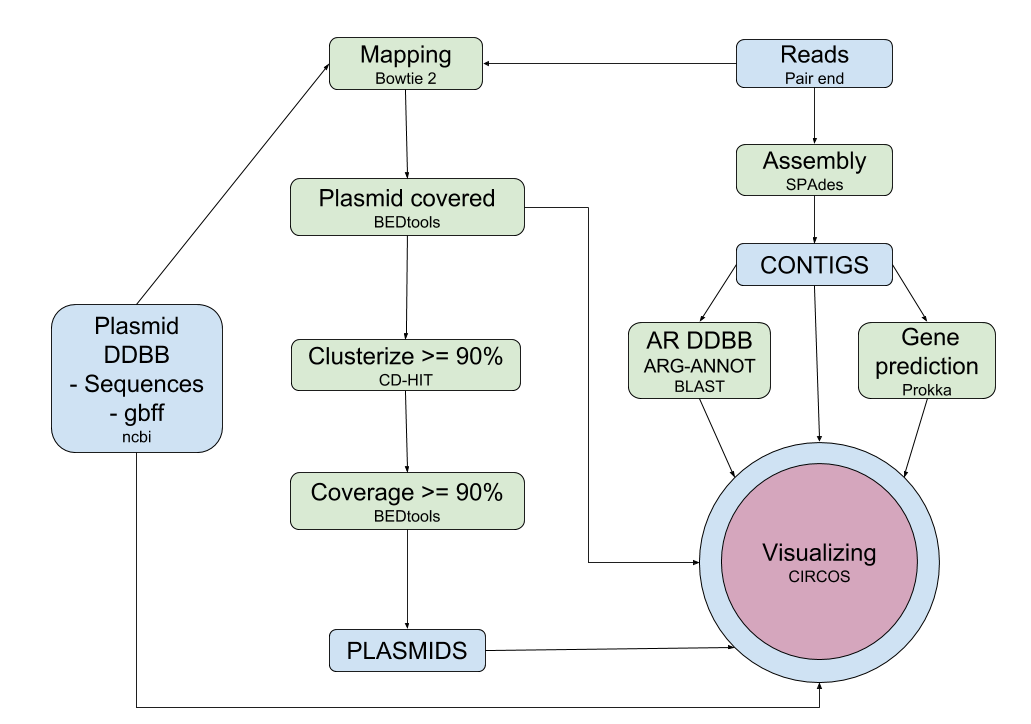 Mapping
Bowtie 2
Reads
Pair end
Assembly
SPAdes
Plasmid covered
BEDtools
CONTIGS
Plasmid
DDBB
- Sequences
- gbff
ncbi
Clusterize >= 90%
CD-HIT
AR DDBB
ARG-ANNOT
BLAST
Gene
prediction
Prokka
Coverage >= 90%
BEDtools
Visualizing
CIRCOS
PLASMIDS